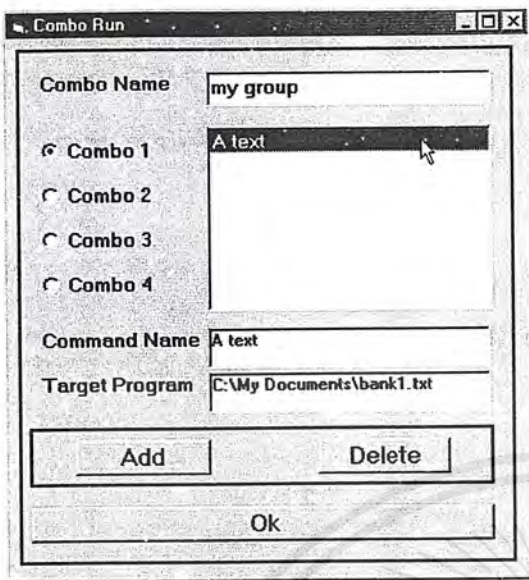 Combo Run
Combo Name
my group
Combo 1
A text
Combo 2
Combo 3
Combo 4
Command Name
A text
Target Program
C:\My Documents\bank1.txt
Add
Delete
Ok